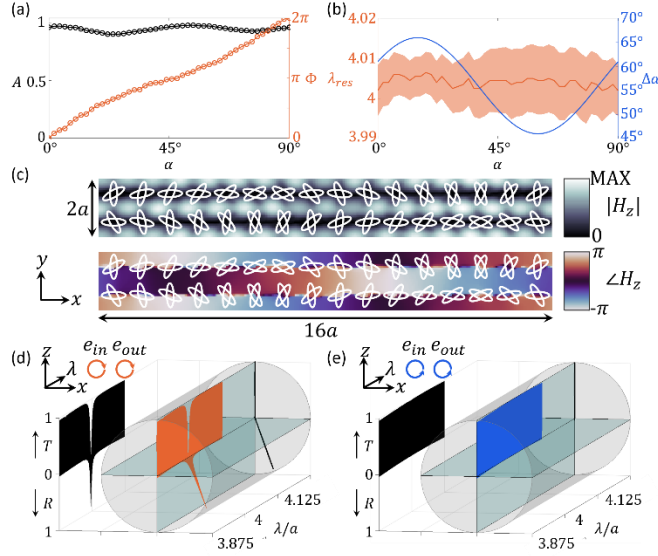 (a)
1
A 0.5
0
0 45° 90°
α
2π
π Φ
0
(b)
4.02
4.01
λres 4
3.99
0 45° 90°
α
70°
65°
60°
Δa
55°
50°
45°
(c)
2a
MAX
|Hz|
0
y
x
π
∠Hz
-π
16a
(d)
z
λ
x
ein eout
1
T
0
R
1
4.125
4
λ/a
3.875
(e)
z
λ
x
ein eout
1
T
0
R
1
4.125
4
λ/a
3.875